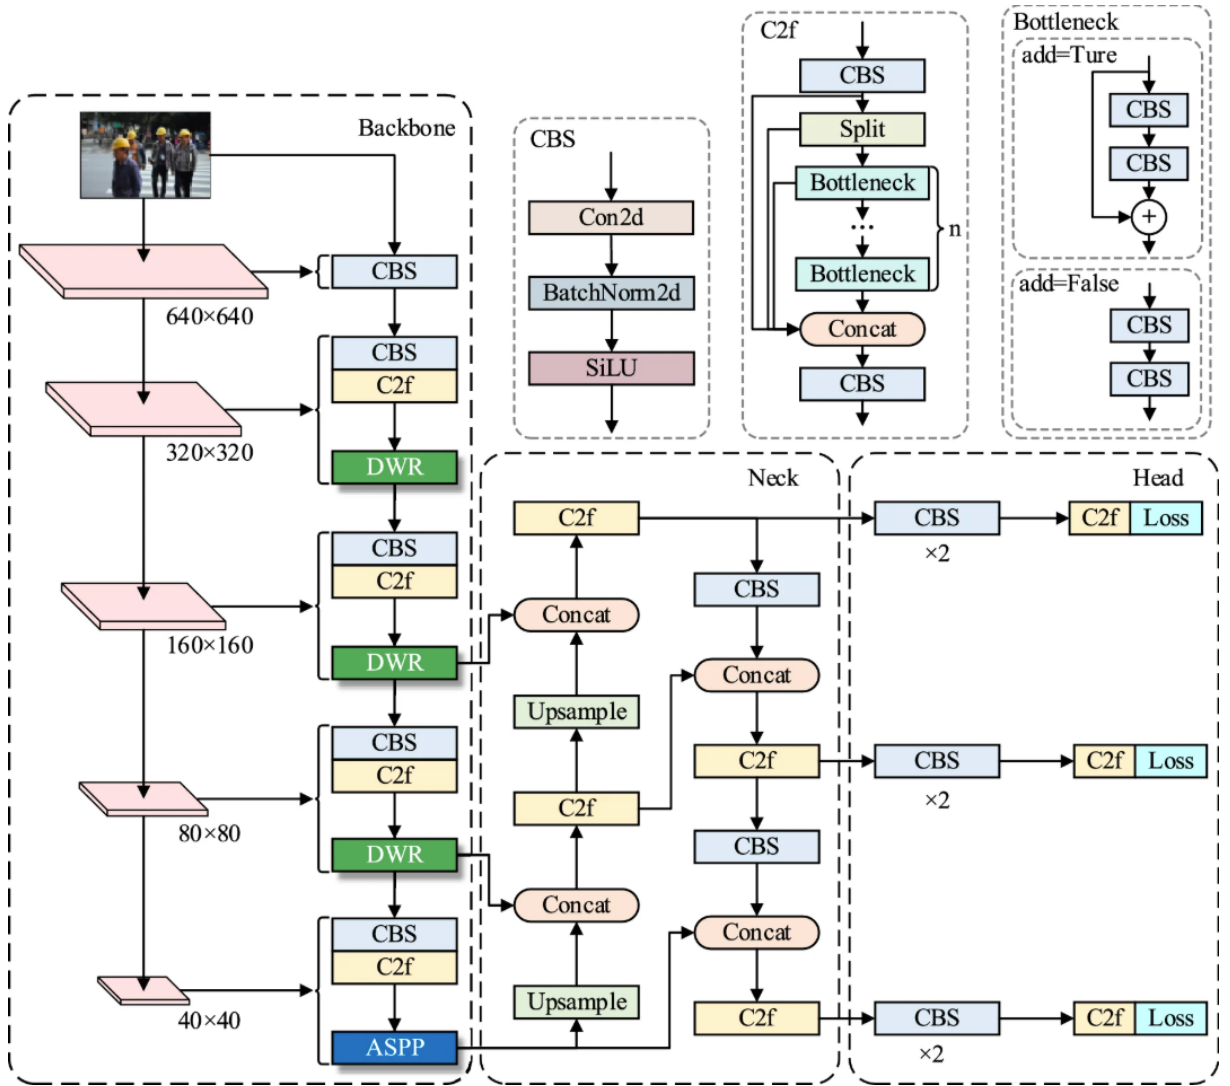 Backbone
CBS
640×640
CBS
C2f
320×320
DWR
CBS
C2f
160×160
DWR
CBS
C2f
80×80
DWR
CBS
C2f
40×40
ASPP
CBS
Con2d
BatchNorm2d
SiLU
C2f
CBS
Split
Bottleneck
...
n
Bottleneck
Concat
CBS
Bottleneck
add=Ture
CBS
CBS
+
add=False
CBS
CBS
Neck
C2f
CBS
Concat
Concat
Upsample
C2f
C2f
CBS
Concat
Concat
Upsample
C2f
Head
CBS
×2
C2f Loss
CBS
×2
C2f Loss
CBS
×2
C2f Loss